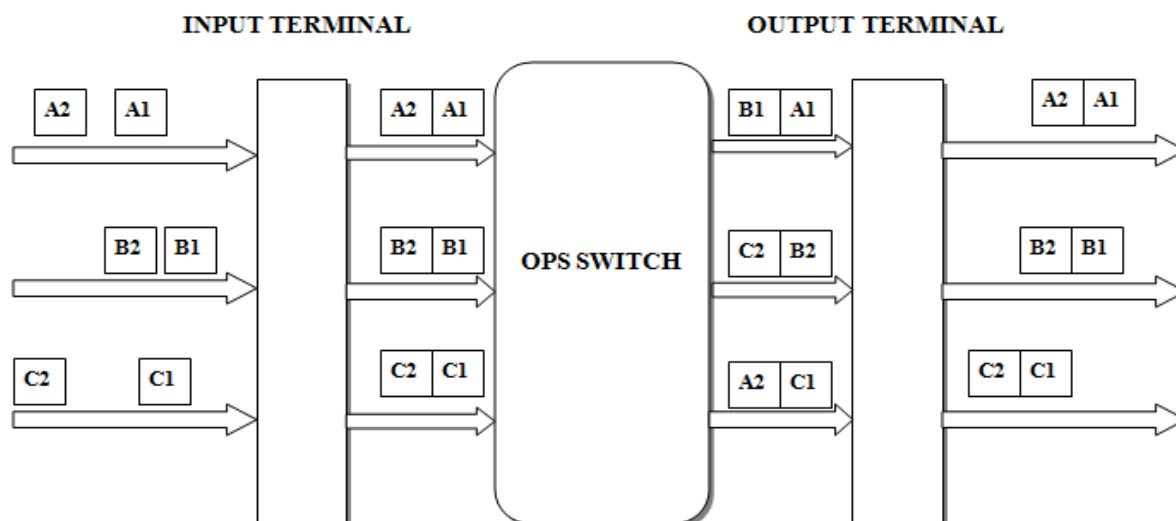 INPUT TERMINAL OUTPUT TERMINAL
A2 A1 A2 A1 B1 A1 A2 A1
B2 B1 B2 B1 C2 B2 B2 B1
OPS SWITCH
C2 C1 C2 C1 A2 C1 C2 C1